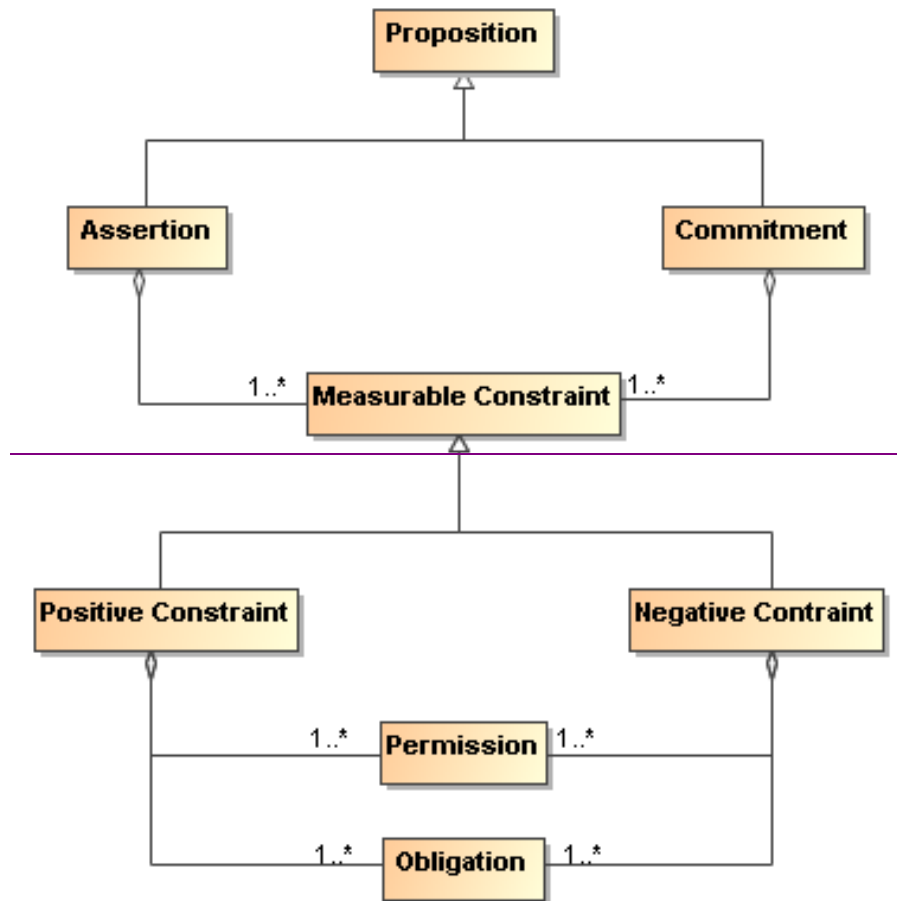 Proposition
Assertion
Commitment
1..*
Measurable Constraint
1..*
Positive Constraint
Negative Contraint
1..*
Permission
1..*
1..*
Obligation
1..*